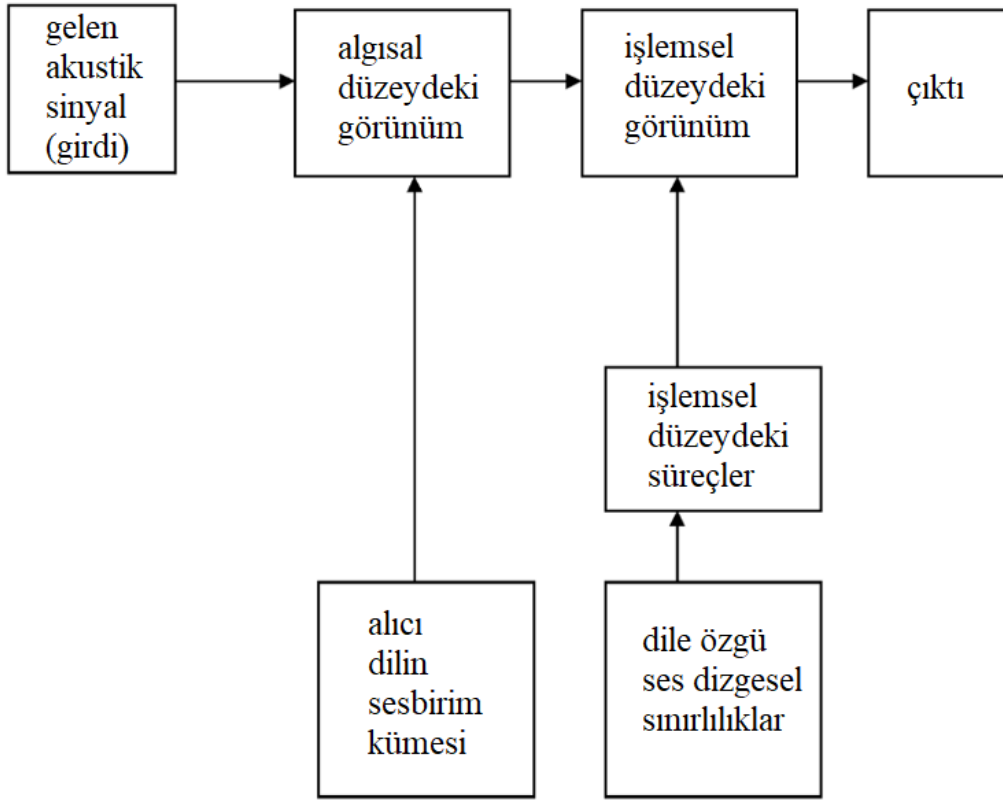 gelen
akustik
sinyal
(girdi)
algısal
düzeydeki
görünüm
işlemsel
düzeydeki
görünüm
çıktı
işlemsel
düzeydeki
süreçler
alıcı
dilin
sesbirim
kümesi
dile özgü
ses dizgesel
sınırlılıklar